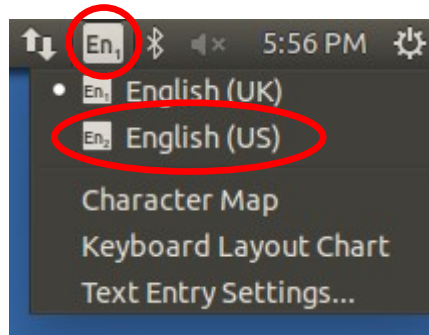 En₁ 5:56 PM
En₁ English (UK)
En₂ English (US)
Character Map
Keyboard Layout Chart
Text Entry Settings...